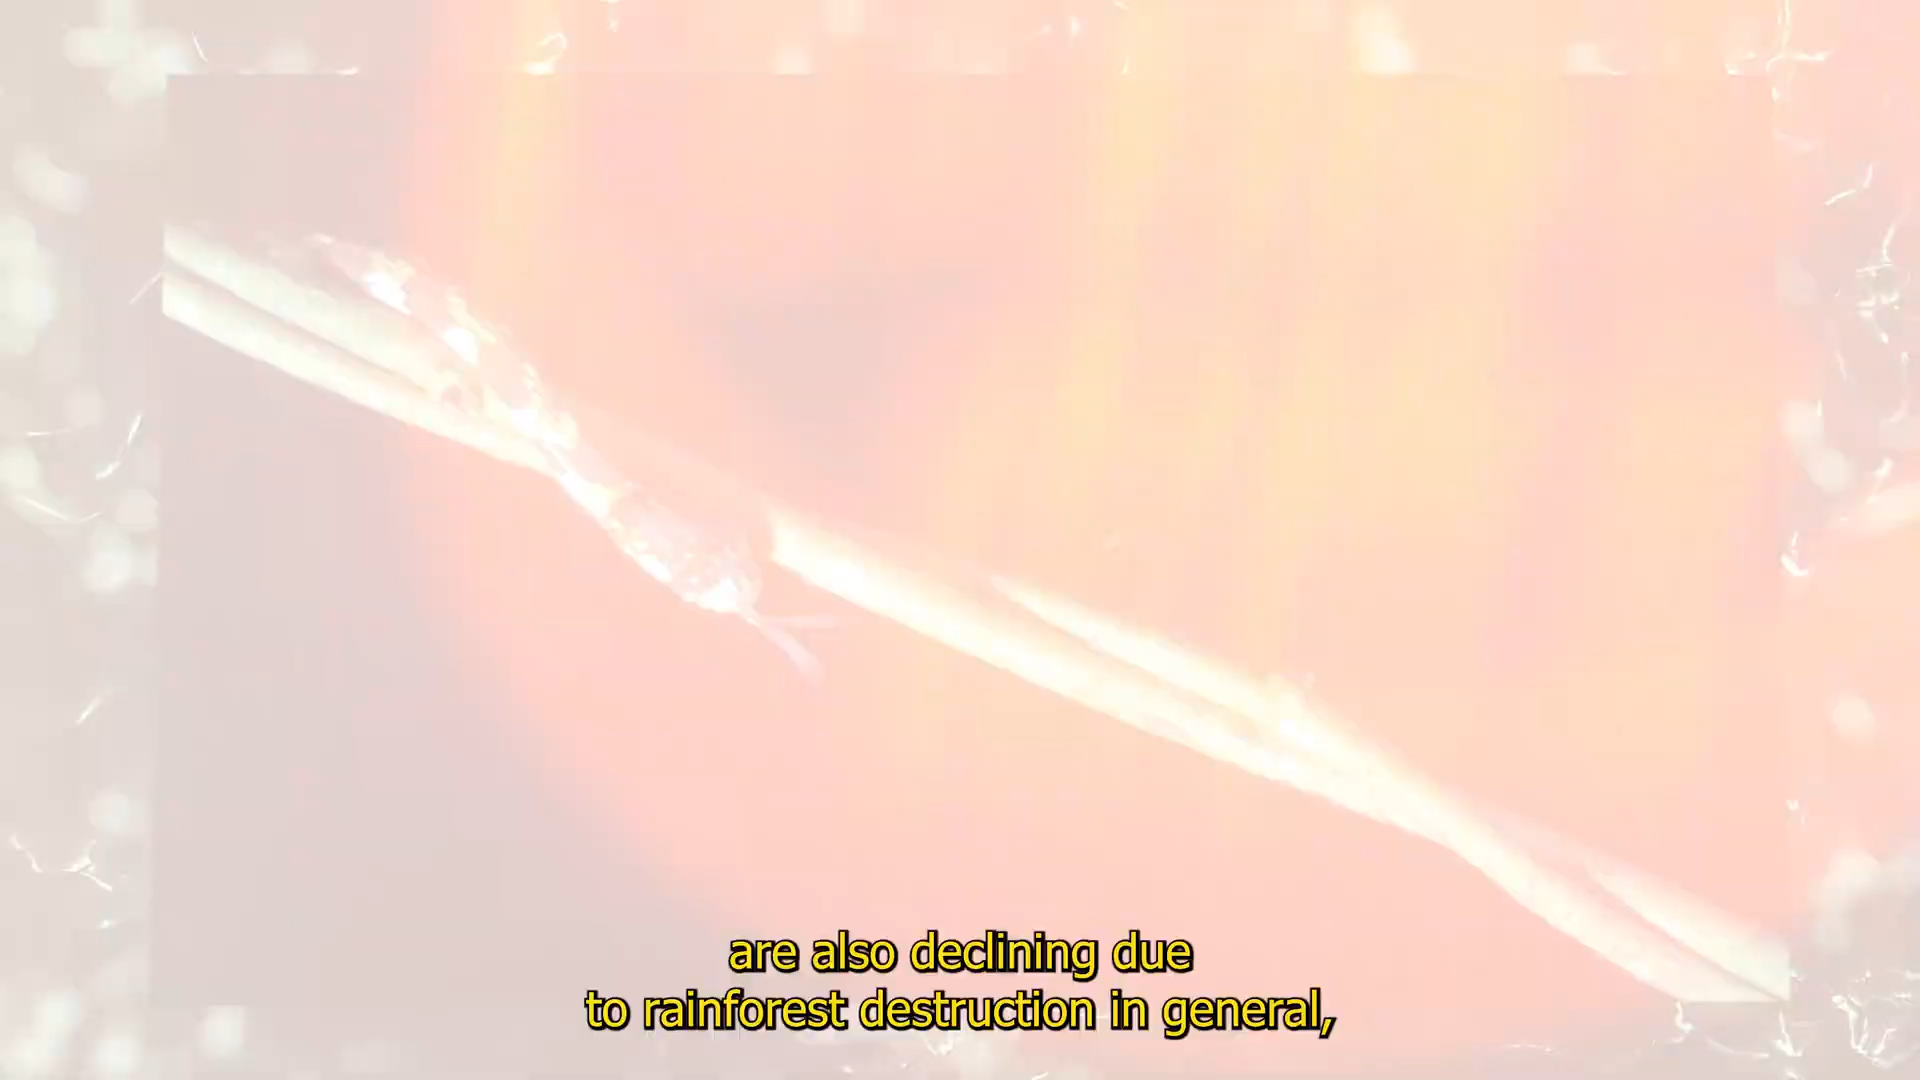 are also declining due
to rainforest destruction in general,